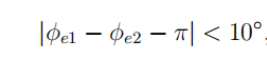 |ϕₑ₁ − ϕₑ₂ − π| < 10°,